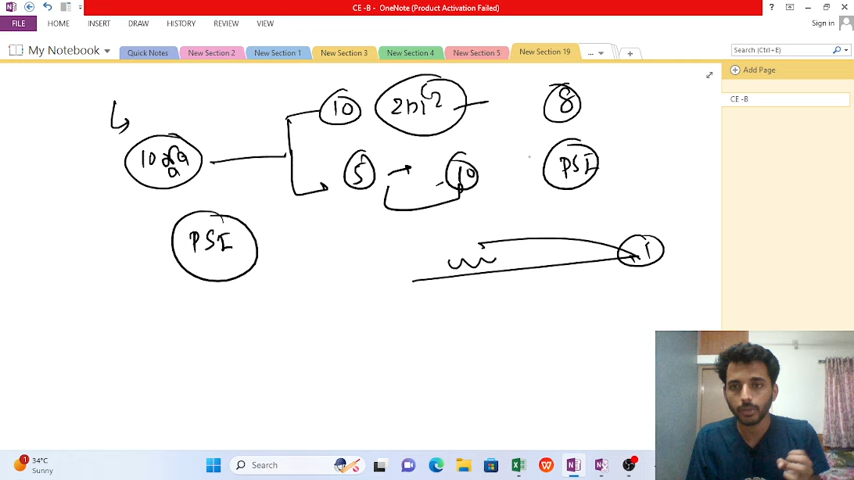 CE -B - OneNote (Product Activation Failed)
FILE HOME INSERT DRAW HISTORY REVIEW VIEW
Sign in
My Notebook Quick Notes New Section 2 New Section 1 New Section 3 New Section 4 New Section 5 New Section 19
Search (Ctrl+E)
Add Page
CE -B
10
8
10
5 10 PSI
PSI
1
34°C
Sunny
Search